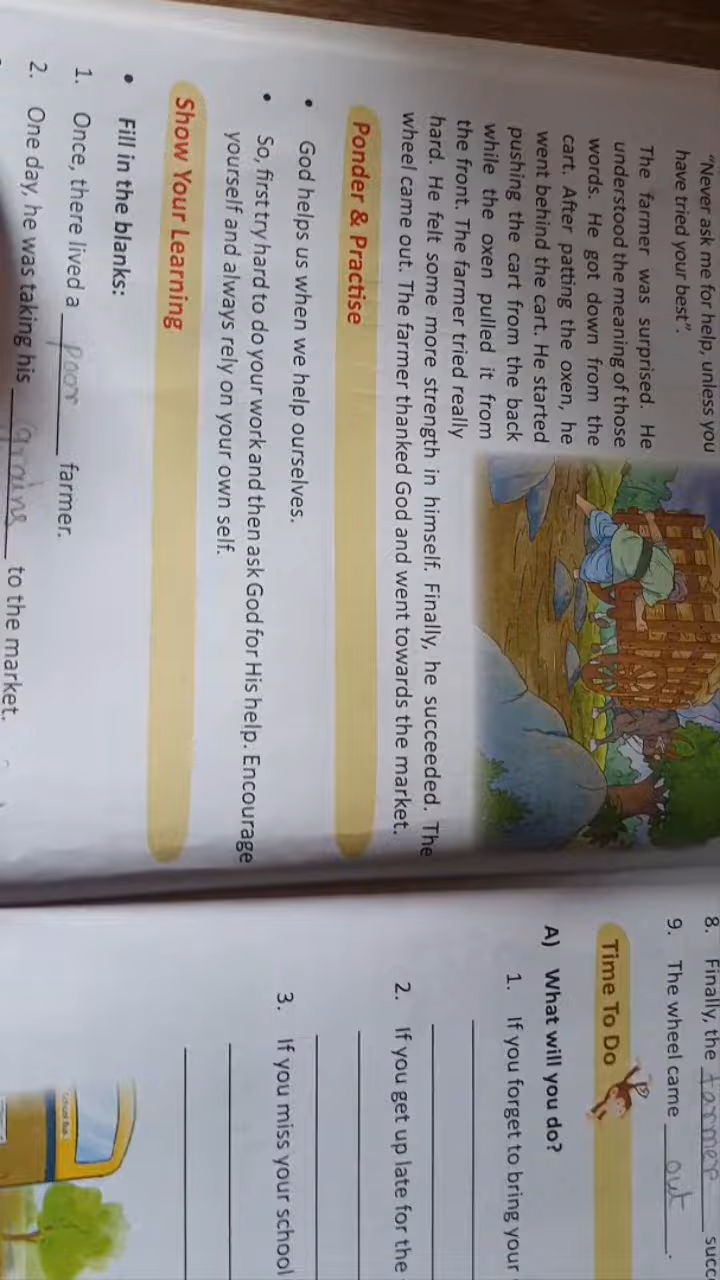 "Never ask me for help, unless you
have tried your best".
The farmer was surprised. He
understood the meaning of those
words. He got down from the
cart. After patting the oxen, he
went behind the cart. He started
pushing the cart from the back
while the oxen pulled it from
the front. The farmer tried really
hard. He felt some more strength in himself. Finally, he succeeded. The
wheel came out. The farmer thanked God and went towards the market.
Ponder & Practise
• God helps us when we help ourselves.
• So, first try hard to do your work and then ask God for His help. Encourage
yourself and always rely on your own self.
Show Your Learning
• Fill in the blanks:
1. Once, there lived a poor farmer.
2. One day, he was taking his grains to the market.
8. Finally, the farmer succ
9. The wheel came out.
Time To Do
A) What will you do?
1. If you forget to bring your
2. If you get up late for the
3. If you miss your school
School Bus